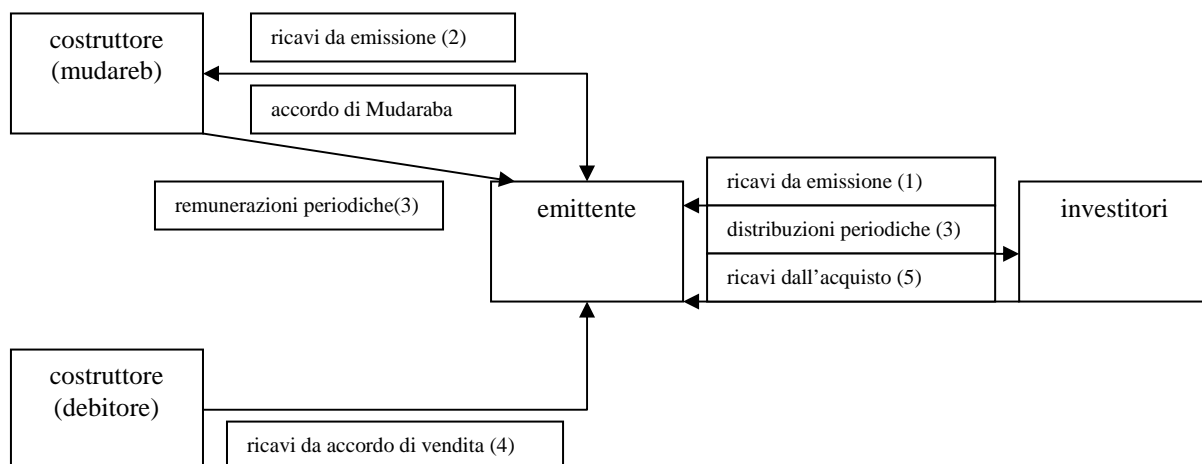 costruttore
(mudareb)
ricavi da emissione (2)
accordo di Mudaraba
remunerazioni periodiche(3)
emittente
ricavi da emissione (1)
distribuzioni periodiche (3)
ricavi dall'acquisto (5)
investitori
costruttore
(debitore)
ricavi da accordo di vendita (4)